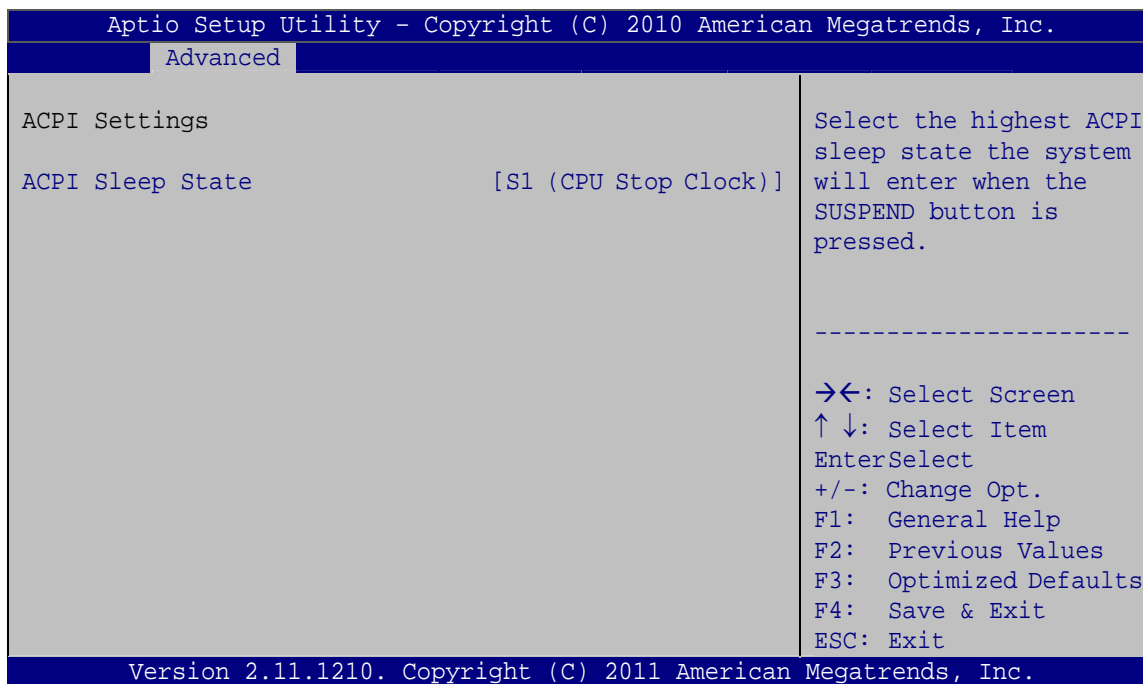 Aptio Setup Utility – Copyright (C) 2010 American Megatrends, Inc.
Advanced
ACPI Settings
ACPI Sleep State [S1 (CPU Stop Clock)]
Select the highest ACPI
sleep state the system
will enter when the
SUSPEND button is
pressed.
----------------------
→←: Select Screen
↑ ↓: Select Item
EnterSelect
+/-: Change Opt.
F1: General Help
F2: Previous Values
F3: Optimized Defaults
F4: Save & Exit
ESC: Exit
Version 2.11.1210. Copyright (C) 2011 American Megatrends, Inc.